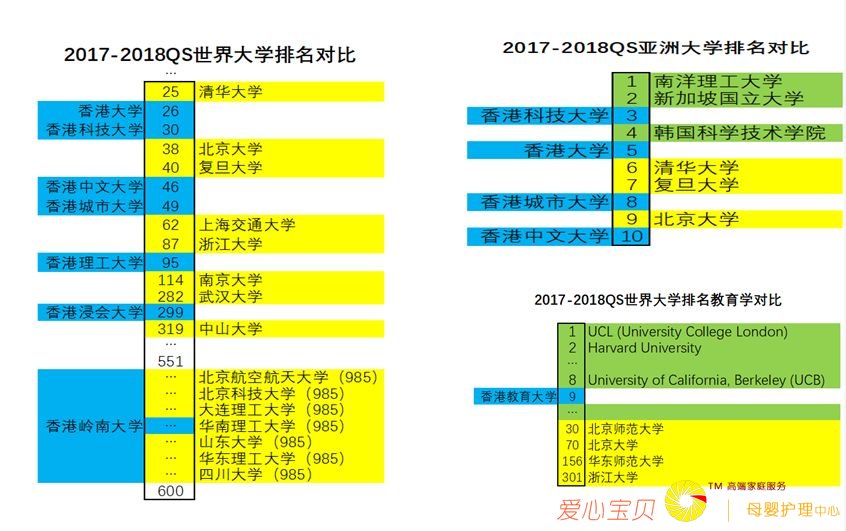 2017-2018QS世界大学排名对比
...
25 清华大学
香港大学 26
香港科技大学 30
38 北京大学
40 复旦大学
香港中文大学 46
香港城市大学 49
62 上海交通大学
87 浙江大学
香港理工大学 95
114 南京大学
282 武汉大学
香港浸会大学 299
319 中山大学
...
551
... 北京航空航天大学（985）
... 北京科技大学（985）
... 大连理工大学（985）
香港岭南大学 ... 华南理工大学（985）
... 山东大学（985）
... 华东理工大学（985）
... 四川大学（985）
600
2017-2018QS亚洲大学排名对比
1 南洋理工大学
2 新加坡国立大学
香港科技大学 3
4 韩国科学技术学院
香港大学 5
6 清华大学
7 复旦大学
香港城市大学 8
9 北京大学
香港中文大学 10
2017-2018QS世界大学排名教育学对比
1 UCL (University College London)
2 Harvard University
...
8 University of California, Berkeley (UCB)
香港教育大学 9
...
30 北京师范大学
70 北京大学
156 华东师范大学
301 浙江大学
爱心宝贝 TM 高端家庭服务
母婴护理中心